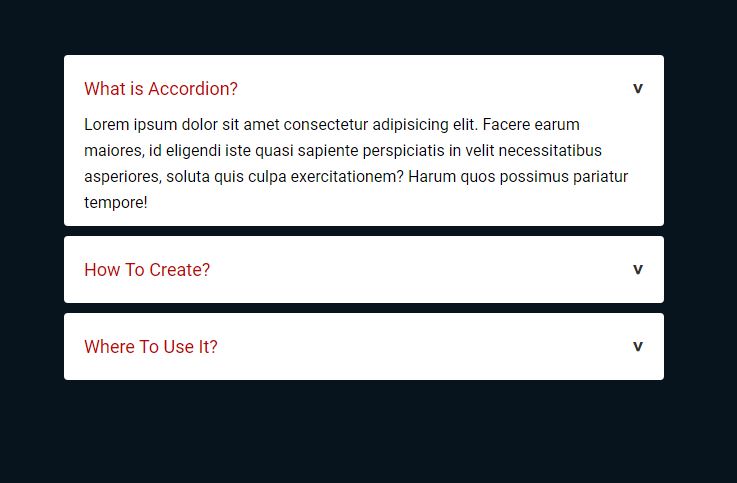 What is Accordion? v
Lorem ipsum dolor sit amet consectetur adipisicing elit. Facere earum
maiores, id eligendi iste quasi sapiente perspiciatis in velit necessitatibus
asperiores, soluta quis culpa exercitationem? Harum quos possimus pariatur
tempore!
How To Create? v
Where To Use It? v